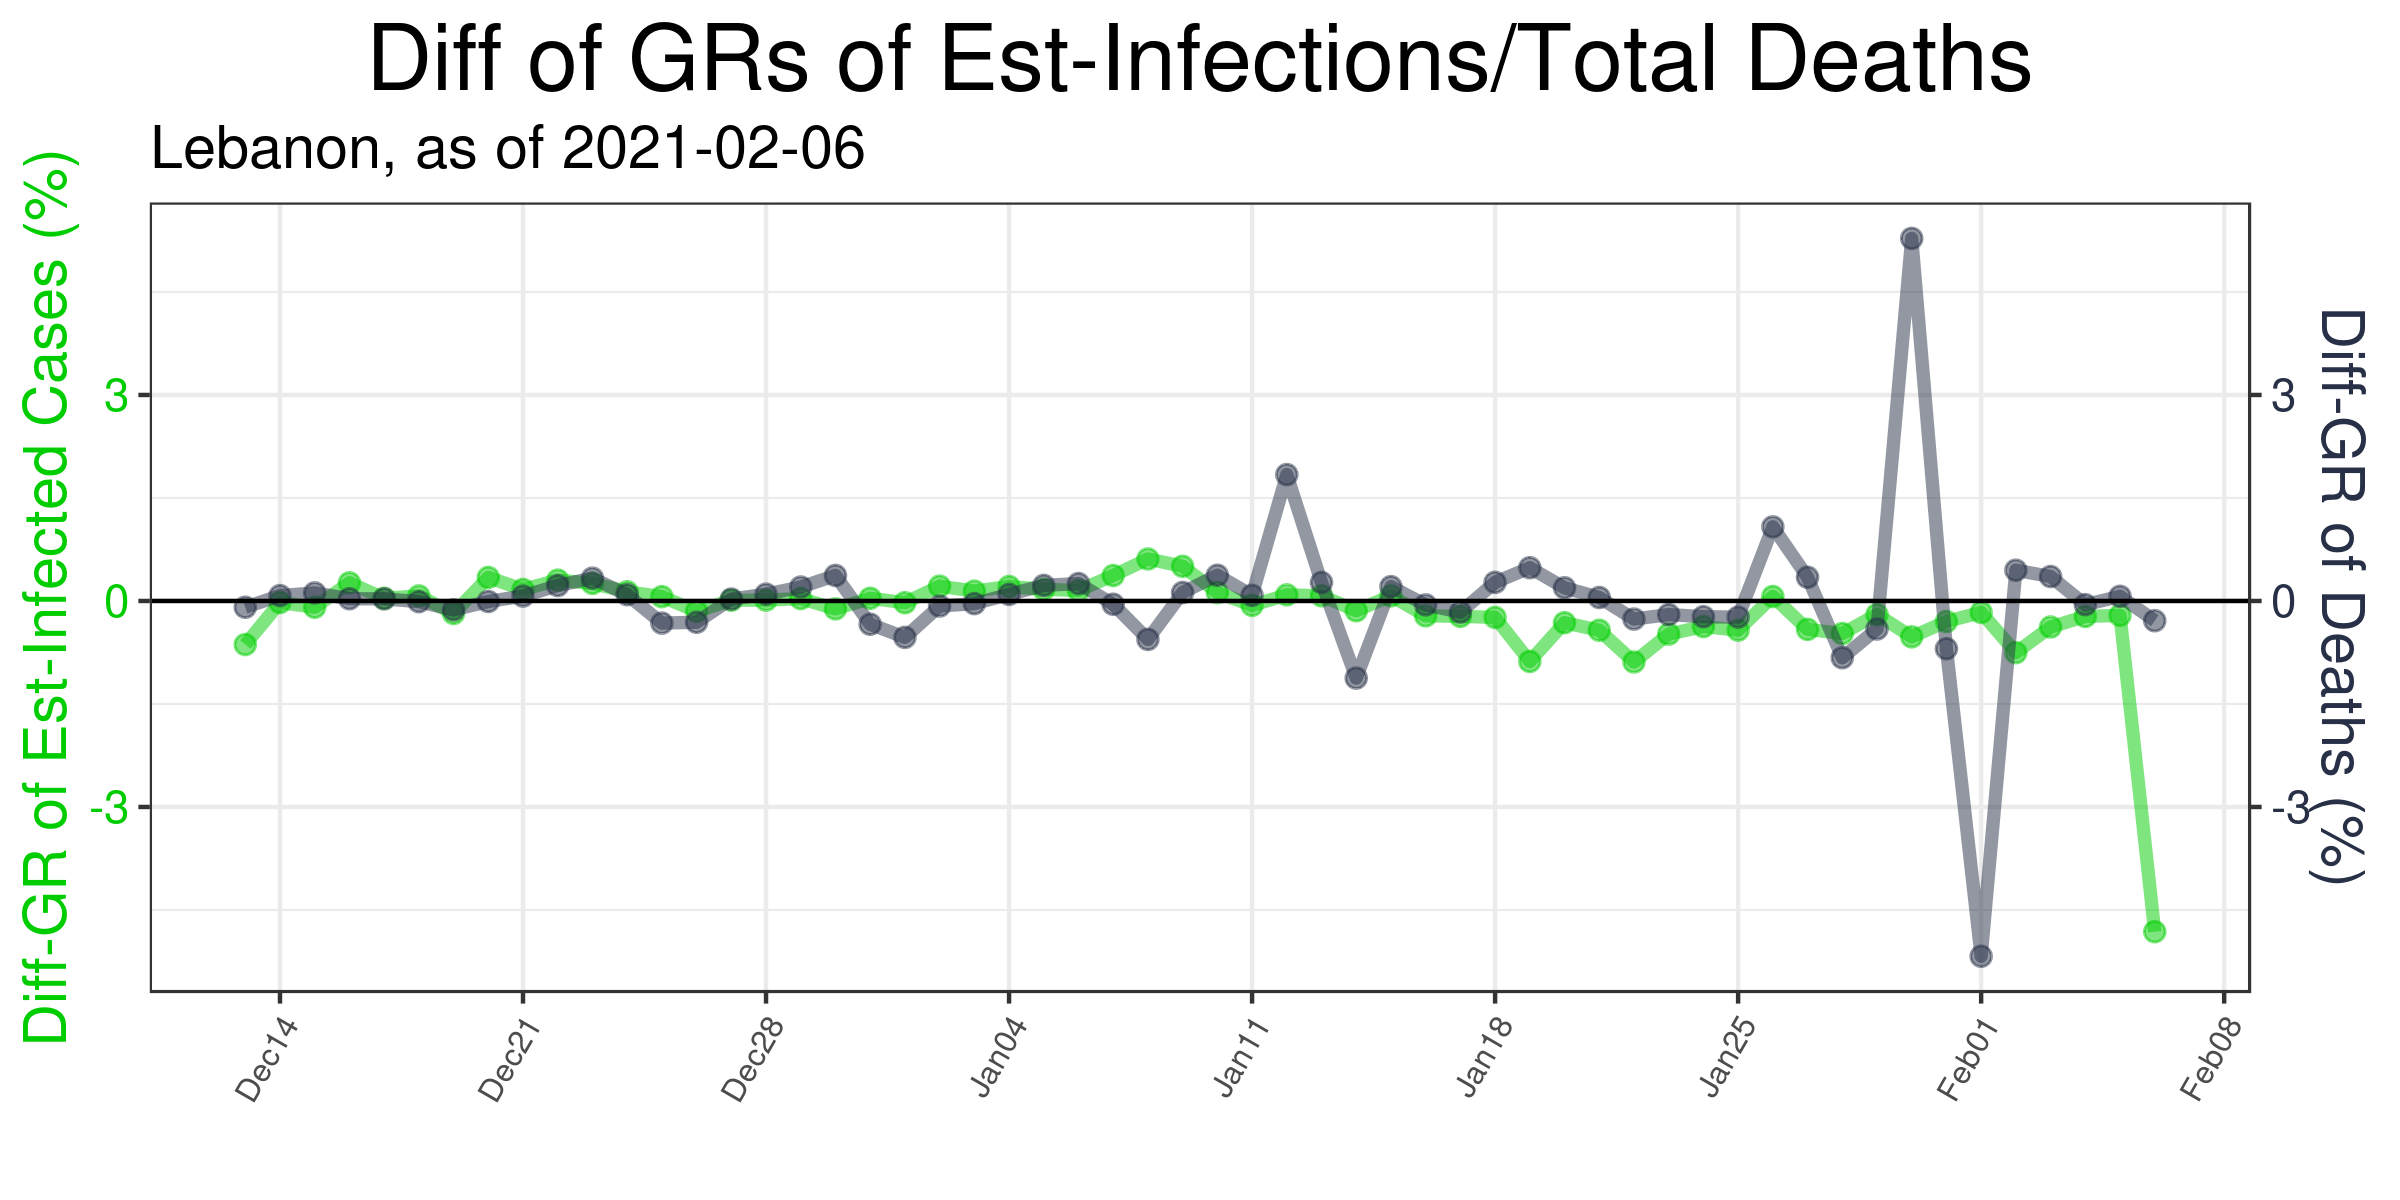 Diff of GRs of Est-Infections/Total Deaths
Lebanon, as of 2021-02-06
Diff-GR of Est-Infected Cases (%)
3
0
-3
3
0
-3
Diff-GR of Deaths (%)
Dec14
Dec21
Dec28
Jan04
Jan11
Jan18
Jan25
Feb01
Feb08